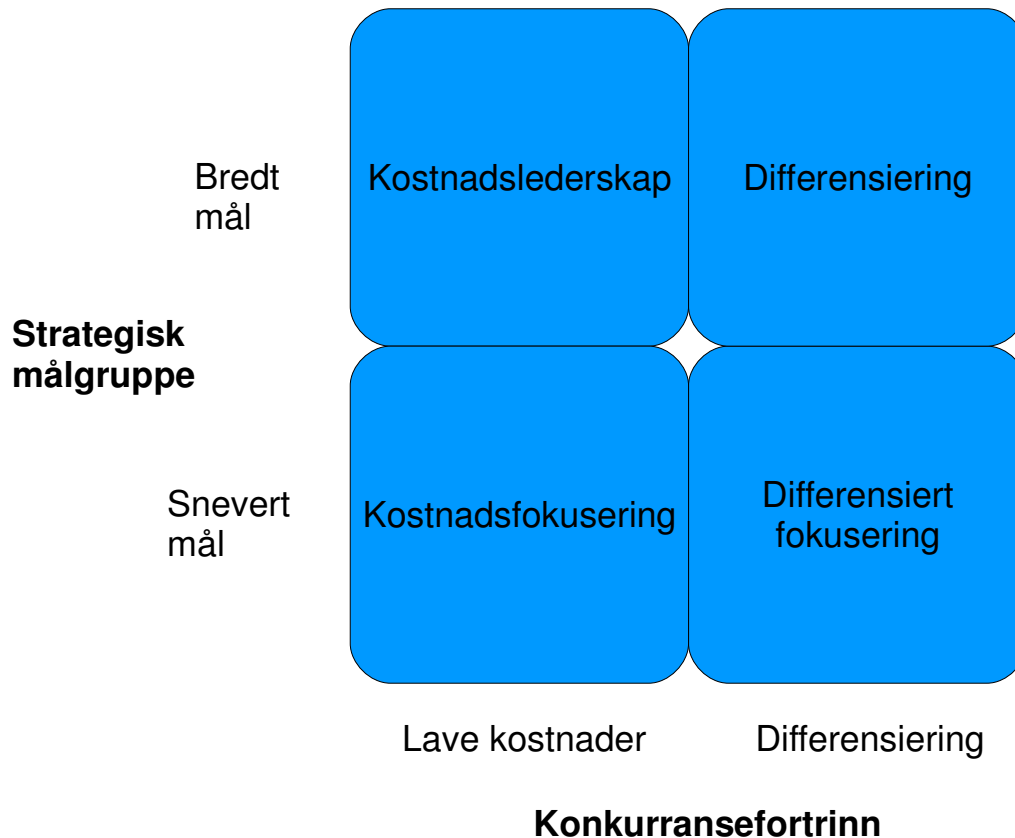 Bredt
mål
Kostnadslederskap
Differensiering
Strategisk
målgruppe
Snevert
mål
Kostnadsfokusering
Differensiert
fokusering
Lave kostnader
Differensiering
Konkurransefortrinn